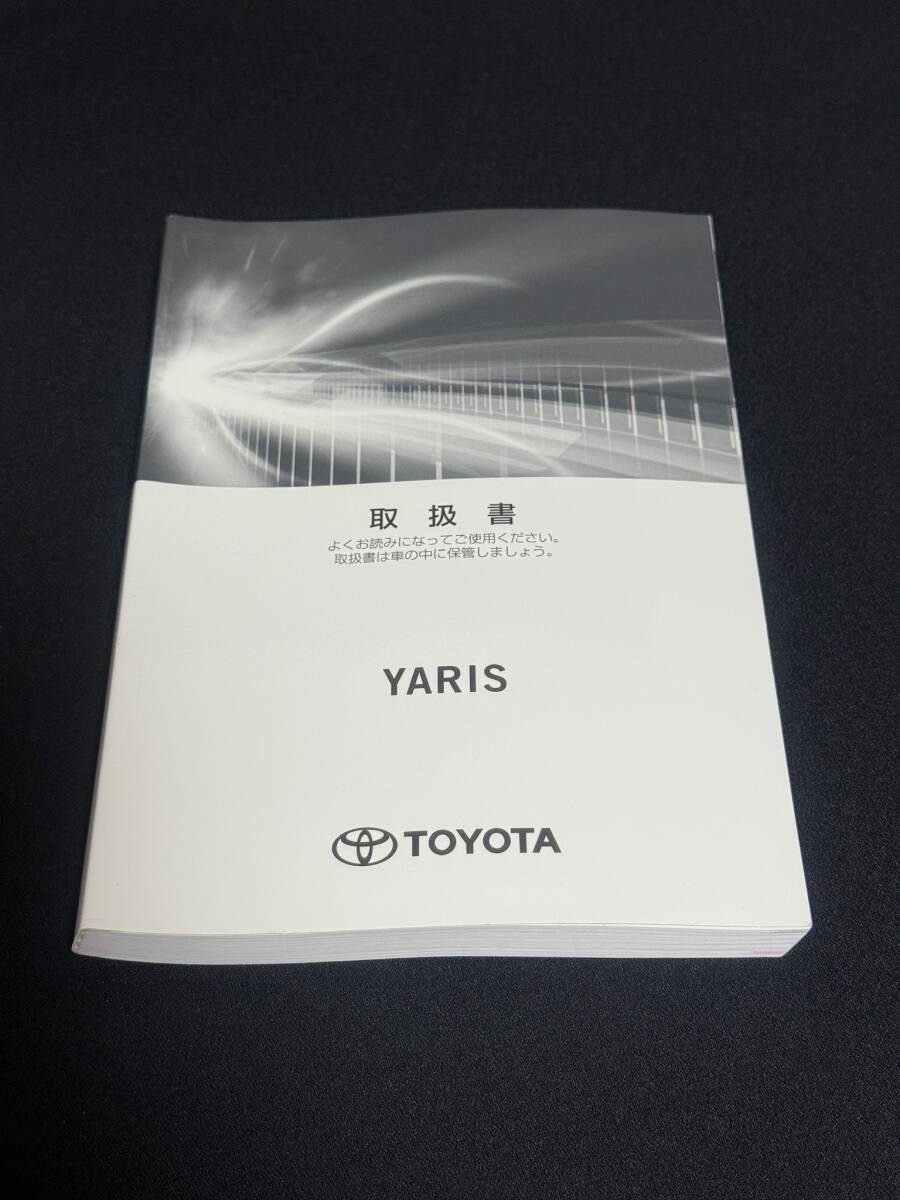 取扱書
よくお読みになってご使用ください。
取扱書は車の中に保管しましょう。
YARIS
TOYOTA